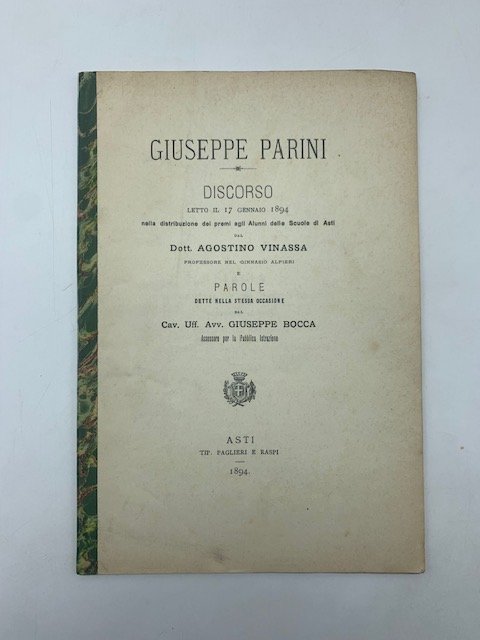 GIUSEPPE PARINI
DISCORSO
LETTO IL 17 GENNAIO 1894
nella distribuzione dei premi agli Alunni delle Scuole di Asti
DAL
Dott. AGOSTINO VINASSA
PROFESSORE NEL GINNASIO ALFIERI
E
PAROLE
DETTE NELLA STESSA OCCASIONE
DAL
Cav. Uff. Avv. GIUSEPPE BOCCA
Assessore per la Pubblica Istruzione
ASTI
TIP. PAGLIERI E RASPI
1894.